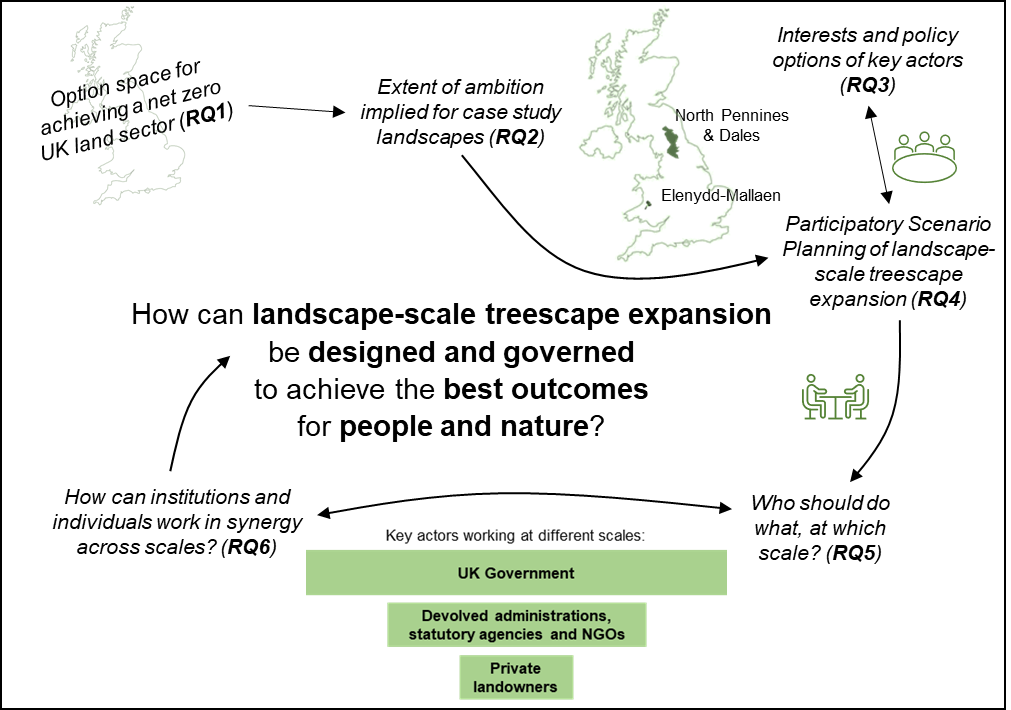 Option space for
achieving a net zero
UK land sector (RQ1)
Extent of ambition
implied for case study
landscapes (RQ2)
North Pennines
& Dales
Elenydd-Mallaen
Interests and policy
options of key actors
(RQ3)
Participatory Scenario
Planning of landscape-
scale treescape
expansion (RQ4)
How can landscape-scale treescape expansion
be designed and governed
to achieve the best outcomes
for people and nature?
Who should do
what, at which
scale? (RQ5)
How can institutions and
individuals work in synergy
across scales? (RQ6)
Key actors working at different scales:
UK Government
Devolved administrations,
statutory agencies and NGOs
Private
landowners